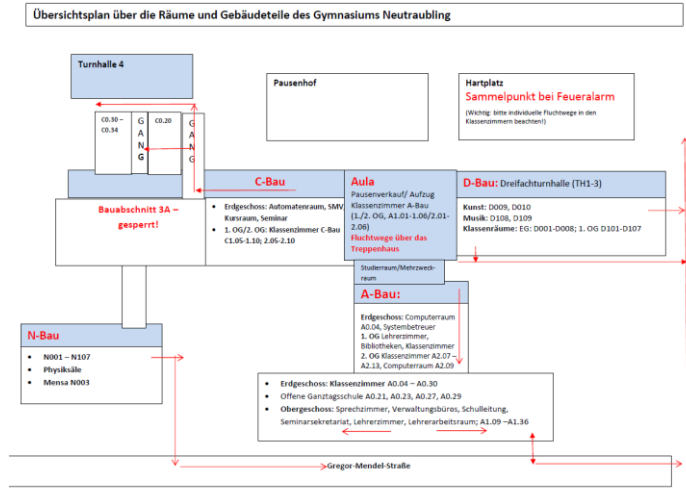 Übersichtsplan über die Räume und Gebäudeteile des Gymnasiums Neutraubling
Turnhalle 4
Pausenhof
Hartplatz
Sammelpunkt bei Feueralarm
(Wichtig: bitte individuelle Fluchtwege in den
Klassenzimmern beachten!)
C0.30 –
C0.34
GANG
C0.20
GANG
C-Bau
Bauabschnitt 3A –
gesperrt!
• Erdgeschoss: Automatenraum, SMV,
Kursraum, Seminar
• 1. OG/2. OG: Klassenzimmer C-Bau
C1.05-1.10; 2.05-2.10
Aula
Pausenverkauf/ Aufzug
Klassenzimmer A-Bau
(1./2. OG, A1.01-1.06/2.01-
2.06)
Fluchtwege über das
Treppenhaus
D-Bau: Dreifachturnhalle (TH1-3)
Kunst: D009, D010
Musik: D108, D109
Klassenräume: EG: D001-D008; 1. OG D101-D107
Studierraum/Mehrzweck-
raum
A-Bau:
Erdgeschoss: Computerraum
A0.04, Systembetreuer
1. OG Lehrerzimmer,
Bibliotheken, Klassenzimmer
2. OG Klassenzimmer A2.07 –
A2.13, Computerraum A2.09
N-Bau
• N001 – N107
• Physiksäle
• Mensa N003
• Erdgeschoss: Klassenzimmer A0.04 – A0.30
• Offene Ganztagsschule A0.21, A0.23, A0.27, A0.29
• Obergeschoss: Sprechzimmer, Verwaltungsbüros, Schulleitung,
Seminarsekretariat, Lehrerzimmer, Lehrerarbeitsraum; A1.09 –A1.36
Gregor-Mendel-Straße